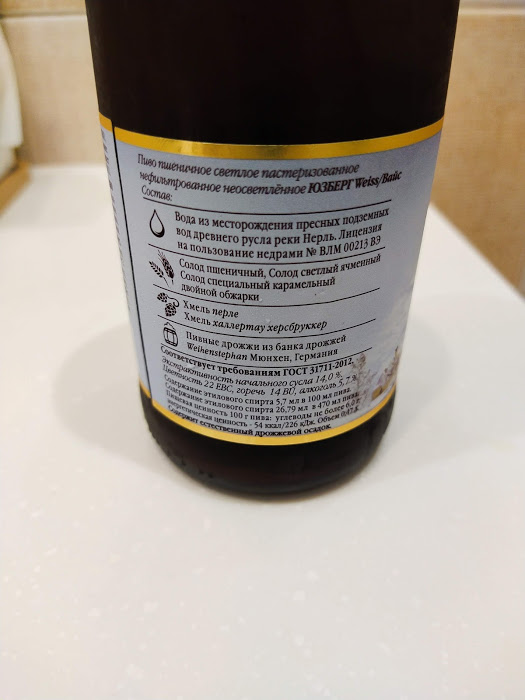 Пиво пшеничное светлое пастеризованное
нефильтрованное неосветлённое ЮЗБЕРГ Weiss/Вайс
Состав:
Вода из месторождения пресных подземных
вод древнего русла реки Нерль. Лицензия
на пользование недрами № ВЛМ 00213 ВЭ
Солод пшеничный, Солод светлый ячменный
Солод специальный карамельный
двойной обжарки
Хмель перле
Хмель халлертау херсбруккер
Пивные дрожжи из банка дрожжей
Weihenstephan Мюнхен, Германия
Соответствует требованиям ГОСТ 31711-2012.
Экстрактивность начального сусла 14,0 %,
Цветность 22 ЕВС, горечь 14 BU, алкоголь 5,7 %
Содержание этилового спирта 5,7 мл в 100 мл пива.
Содержание этилового спирта 26,79 мл в 470 мл пива.
Пищевая ценность 100 г пива: углеводы не более
Энергетическая ценность - 54 ккал/226 кДж. Объем 0,47
Содержит естественный дрожжевой осадок.